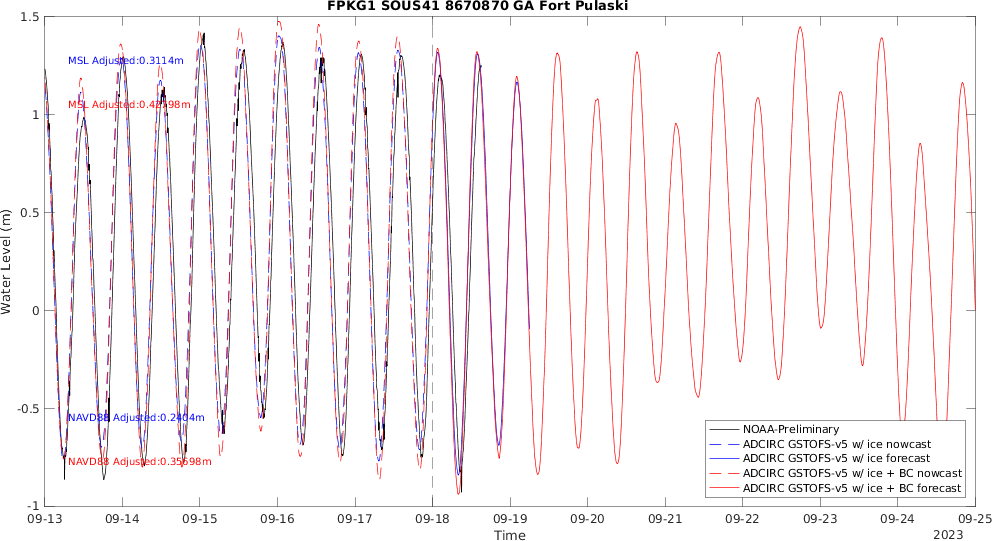 FPKG1 SOUS41 8670870 GA Fort Pulaski
Water Level (m)
1.5
1
0.5
0
-0.5
-1
MSL Adjusted:0.3114m
MSL Adjusted:
NAVD88 Adjusted:0.2404m
NAVD88 Adjusted:0.35698m
NOAA-Preliminary
ADCIRC GSTOFS-v5 w/ ice nowcast
ADCIRC GSTOFS-v5 w/ ice forecast
ADCIRC GSTOFS-v5 w/ ice + BC nowcast
ADCIRC GSTOFS-v5 w/ ice + BC forecast
09-13 09-14 09-15 09-16 09-17 09-18 09-19 09-20 09-21 09-22 09-23 09-24 09-25
Time
2023